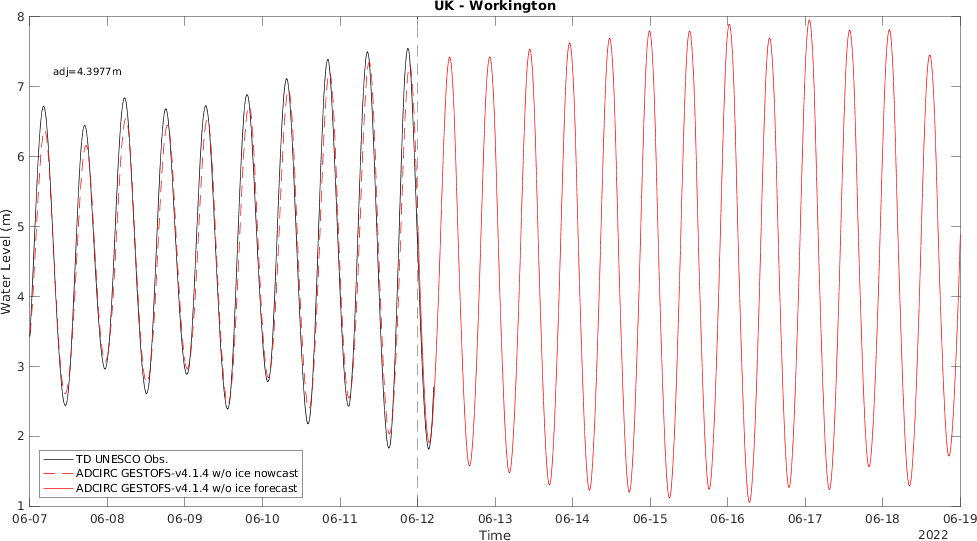 UK - Workington
adj=4.3977m
8
7
6
5
4
3
2
1
Water Level (m)
TD UNESCO Obs.
ADCIRC GESTOFS-v4.1.4 w/o ice nowcast
ADCIRC GESTOFS-v4.1.4 w/o ice forecast
06-07 06-08 06-09 06-10 06-11 06-12 06-13 06-14 06-15 06-16 06-17 06-18 06-19
Time
2022